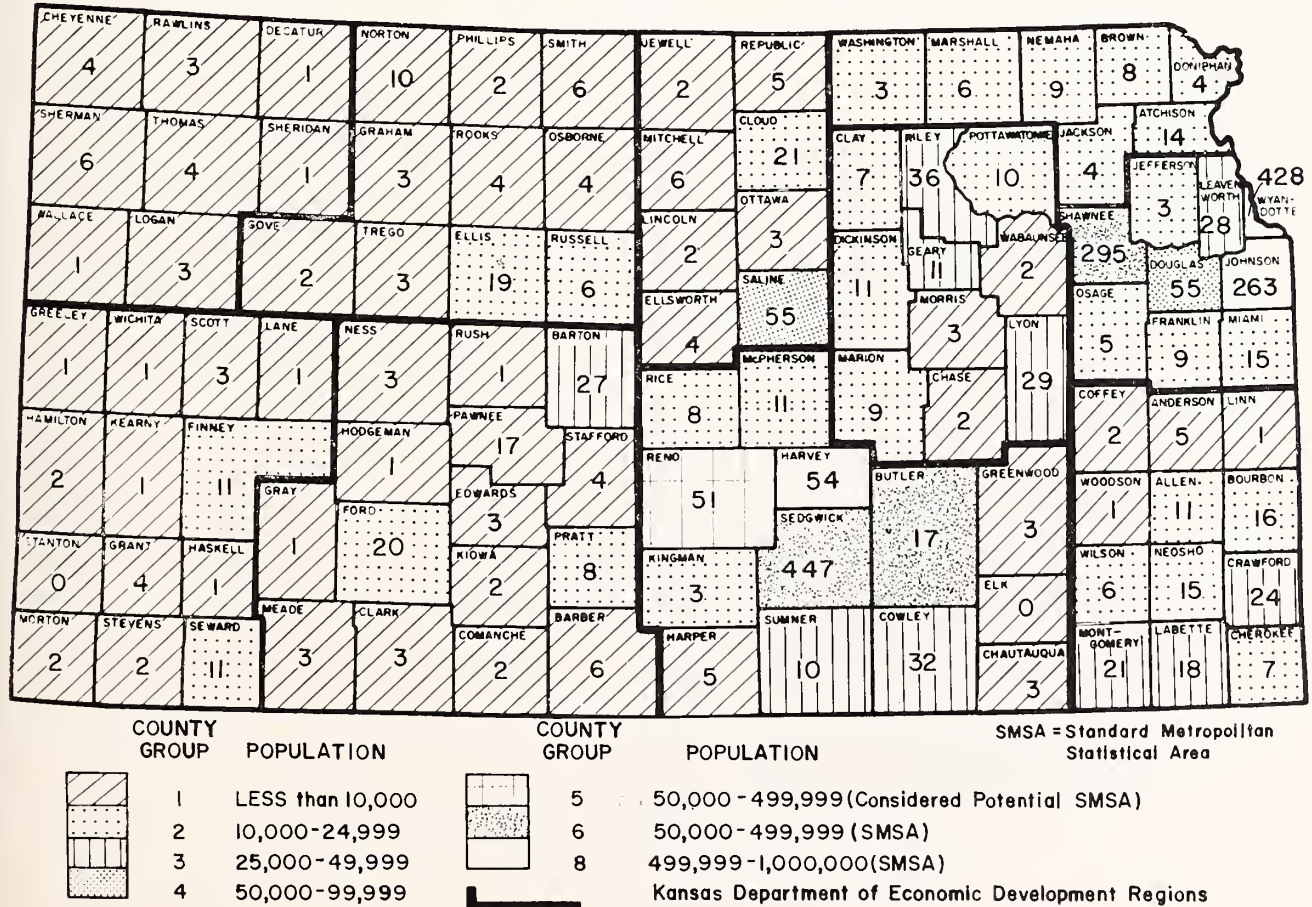 CHEYENNE RAWLINS DECATUR NORTON PHILLIPS SMITH JEWELL REPUBLIC WASHINGTON MARSHALL NEMAHA BROWN DONIPHAN
4 3 1 10 2 6 2 5 3 6 9 8 4
SHERMAN THOMAS SHERIDAN GRAHAM ROOKS OSBORNE MITCHELL CLOUD CLAY RILEY POTTAWATOMIE JACKSON ATCHISON
6 4 1 3 4 4 6 21 7 36 10 4 14
JEFFERSON LEAVEN WORTH 428 WYAN-DOTTE
3 28
WALLACE LOGAN GOVE TREGO ELLIS RUSSELL LINCOLN OTTAWA DICKINSON GEARY WABAUNSEE SHAWNEE DOUGLAS JOHNSON
1 3 2 3 19 6 2 3 11 11 2 295 55 263
ELLSWORTH SALINE MORRIS LYON OSAGE FRANKLIN MIAMI
4 55 3 29 5 9 15
GREELEY WICHITA SCOTT LANE NESS RUSH BARTON RICE McPHERSON MARION CHASE COFFEY ANDERSON LINN
1 1 3 1 3 1 27 8 11 9 2 2 5 1
HAMILTON KEARNY FINNEY HODGEMAN PAWNEE STAFFORD RENO HARVEY BUTLER GREENWOOD WOODSON ALLEN BOURBON
2 1 11 1 17 4 51 54 17 3 1 11 16
GRAY FORD EDWARDS SEDGWICK
1 20 3 447
STANTON GRANT HASKELL KIOWA PRATT KINGMAN ELK WILSON NEOSHO CRAWFORD
0 4 1 2 8 3 0 6 15 24
MORTON STEVENS SEWARD MEADE CLARK COMANCHE BARBER HARPER SUMNER COWLEY CHAUTAUQUA MONT-GOMERY LABETTE CHEROKEE
2 2 11 3 3 2 6 5 10 32 3 21 18 7
SMSA = Standard Metropolitan
Statistical Area
COUNTY
GROUP POPULATION
1 LESS than 10,000
2 10,000-24,999
3 25,000-49,999
4 50,000-99,999
COUNTY
GROUP POPULATION
5 50,000-499,999 (Considered Potential SMSA)
6 50,000-499,999 (SMSA)
8 499,999-1,000,000(SMSA)
Kansas Department of Economic Development Regions